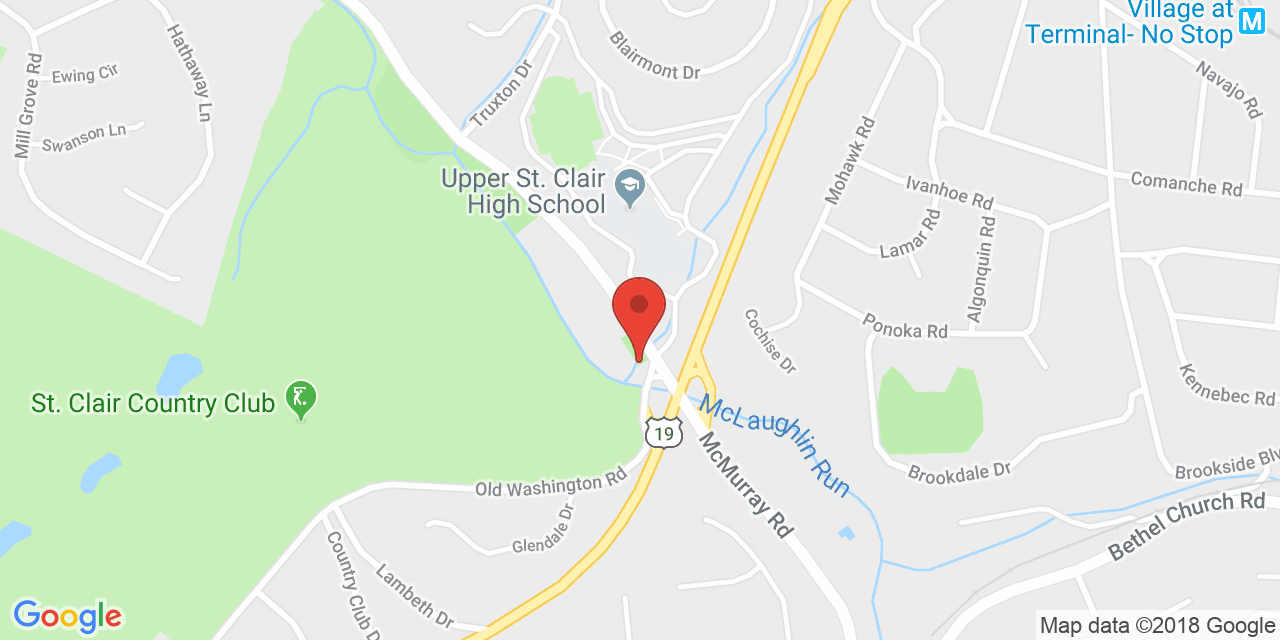 Village at
Terminal- No Stop
M
Hathaway Ln
Mill Grove Rd
Ewing Cir
Swanson Ln
Truxton Dr
Blairmont Dr
Navajo Rd
Mohawk Rd
Upper St. Clair
High School
Ivanhoe Rd
Comanche Rd
Lamar Rd
Algonquin Rd
Cochise Dr
Ponoka Rd
St. Clair Country Club
Kennebec Rd
McLaughlin Run
19
McMurray Rd
Brookdale Dr
Brookside Blv
Old Washington Rd
Bethel Church Rd
Glendale Dr
Country Club D
Lambeth Dr
Google
Map data ©2018 Google